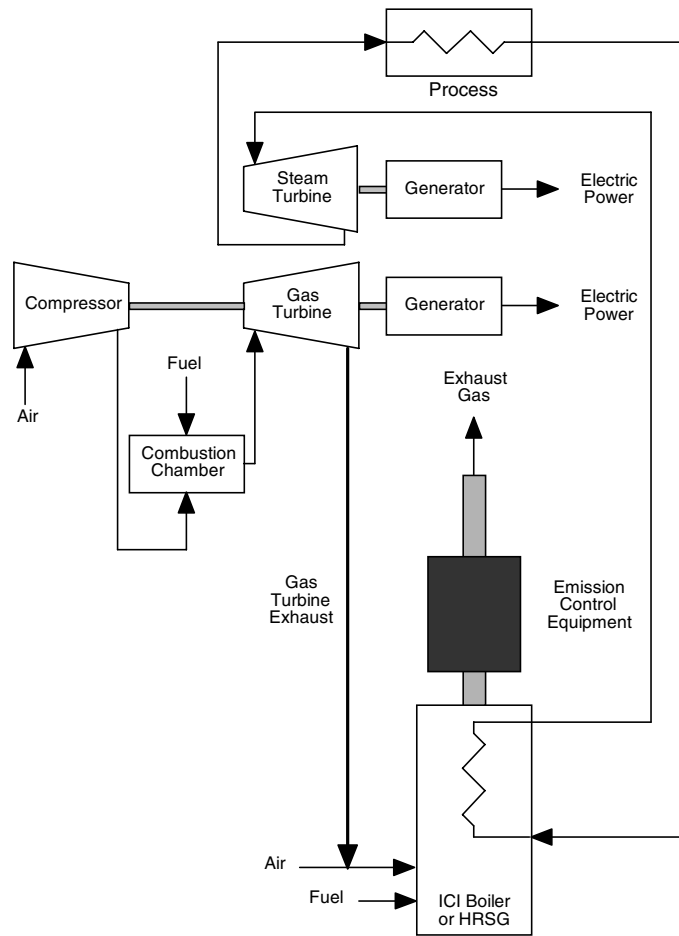 Process
Steam
Turbine
Generator
Electric
Power
Compressor
Gas
Turbine
Generator
Electric
Power
Air
Fuel
Combustion
Chamber
Exhaust
Gas
Gas
Turbine
Exhaust
Emission
Control
Equipment
Air
Fuel
ICI Boiler
or HRSG